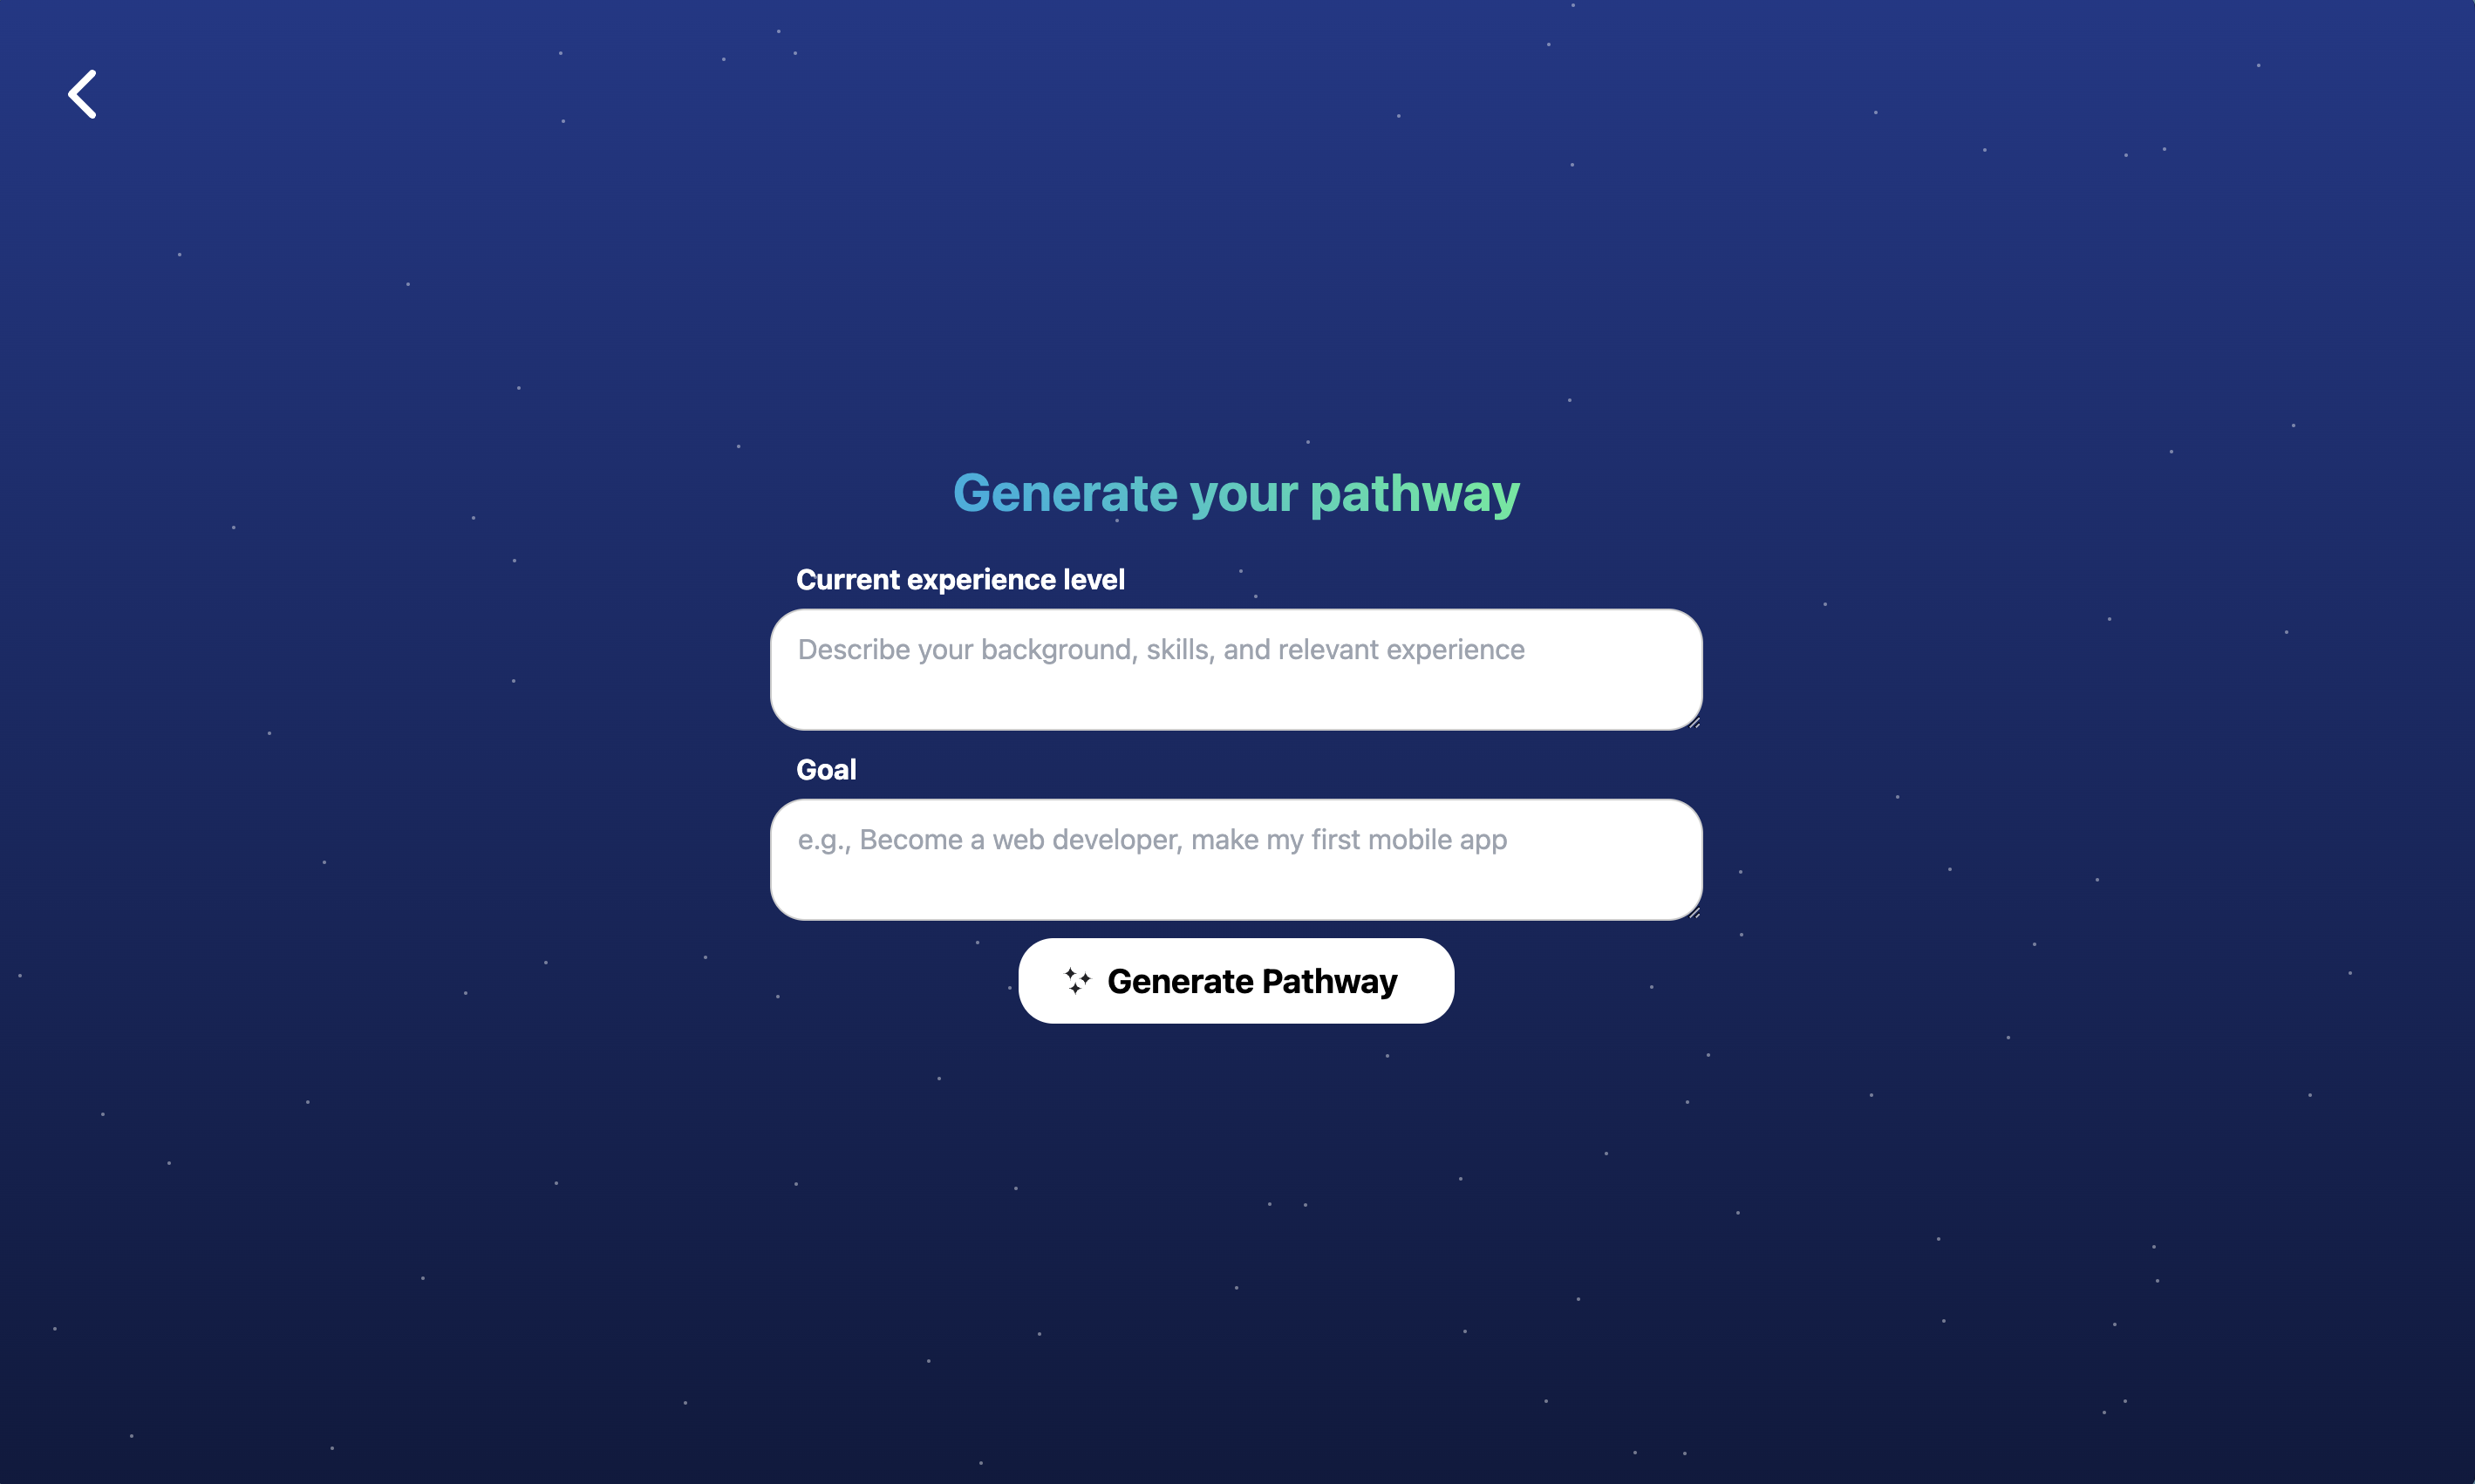 Generate your pathway
Current experience level
Describe your background, skills, and relevant experience
Goal
e.g., Become a web developer, make my first mobile app
Generate Pathway